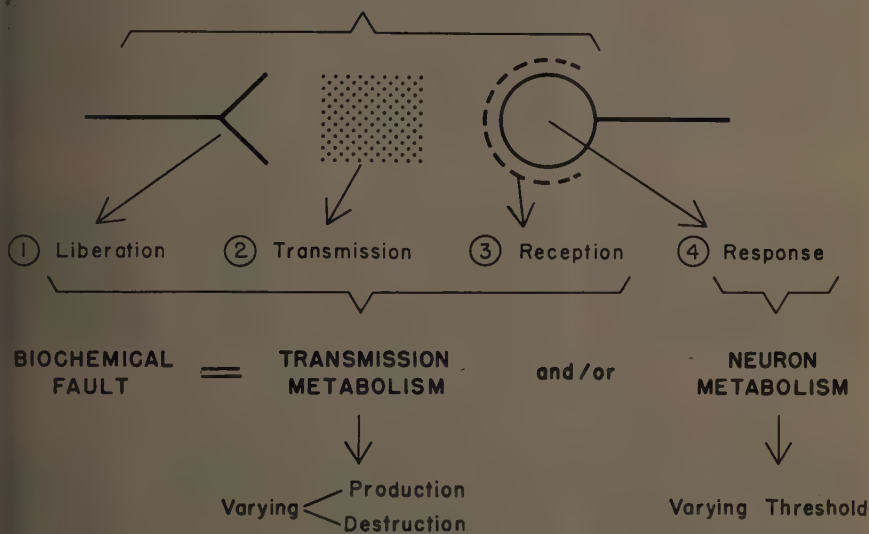 ① Liberation ② Transmission ③ Reception ④ Response
BIOCHEMICAL FAULT = TRANSMISSION METABOLISM and/or NEURON METABOLISM
Varying Production Destruction
Varying Threshold